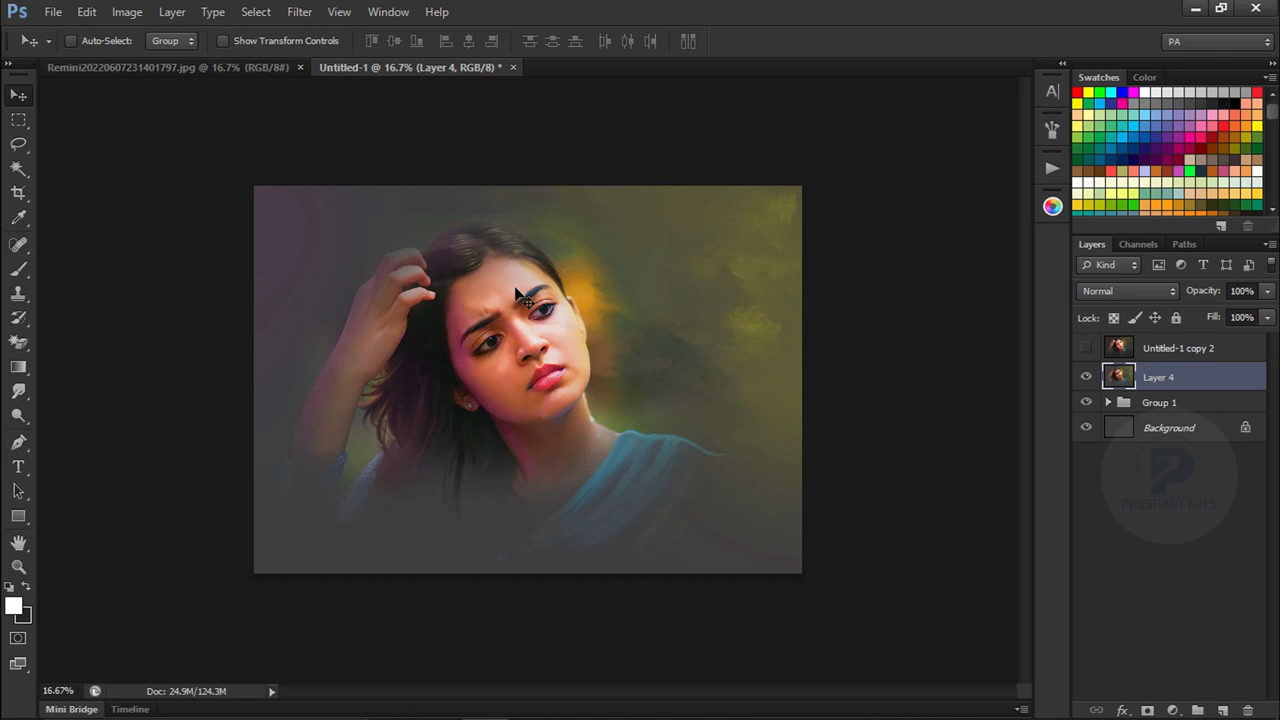 Ps File Edit Image Layer Type Select Filter View Window Help
Auto-Select: Group Show Transform Controls PA
Remini20220607231401797.jpg @ 16.7% (RGB/8#) × Untitled-1 @ 16.7% (Layer 4, RGB/8) * ×
Swatches Color
Layers Channels Paths
Kind
Normal Opacity: 100%
Lock: Fill: 100%
Untitled-1 copy 2
Layer 4
Group 1
Background
PRASHANT ARTS
16.67% Doc: 24.9M/124.3M
Mini Bridge Timeline